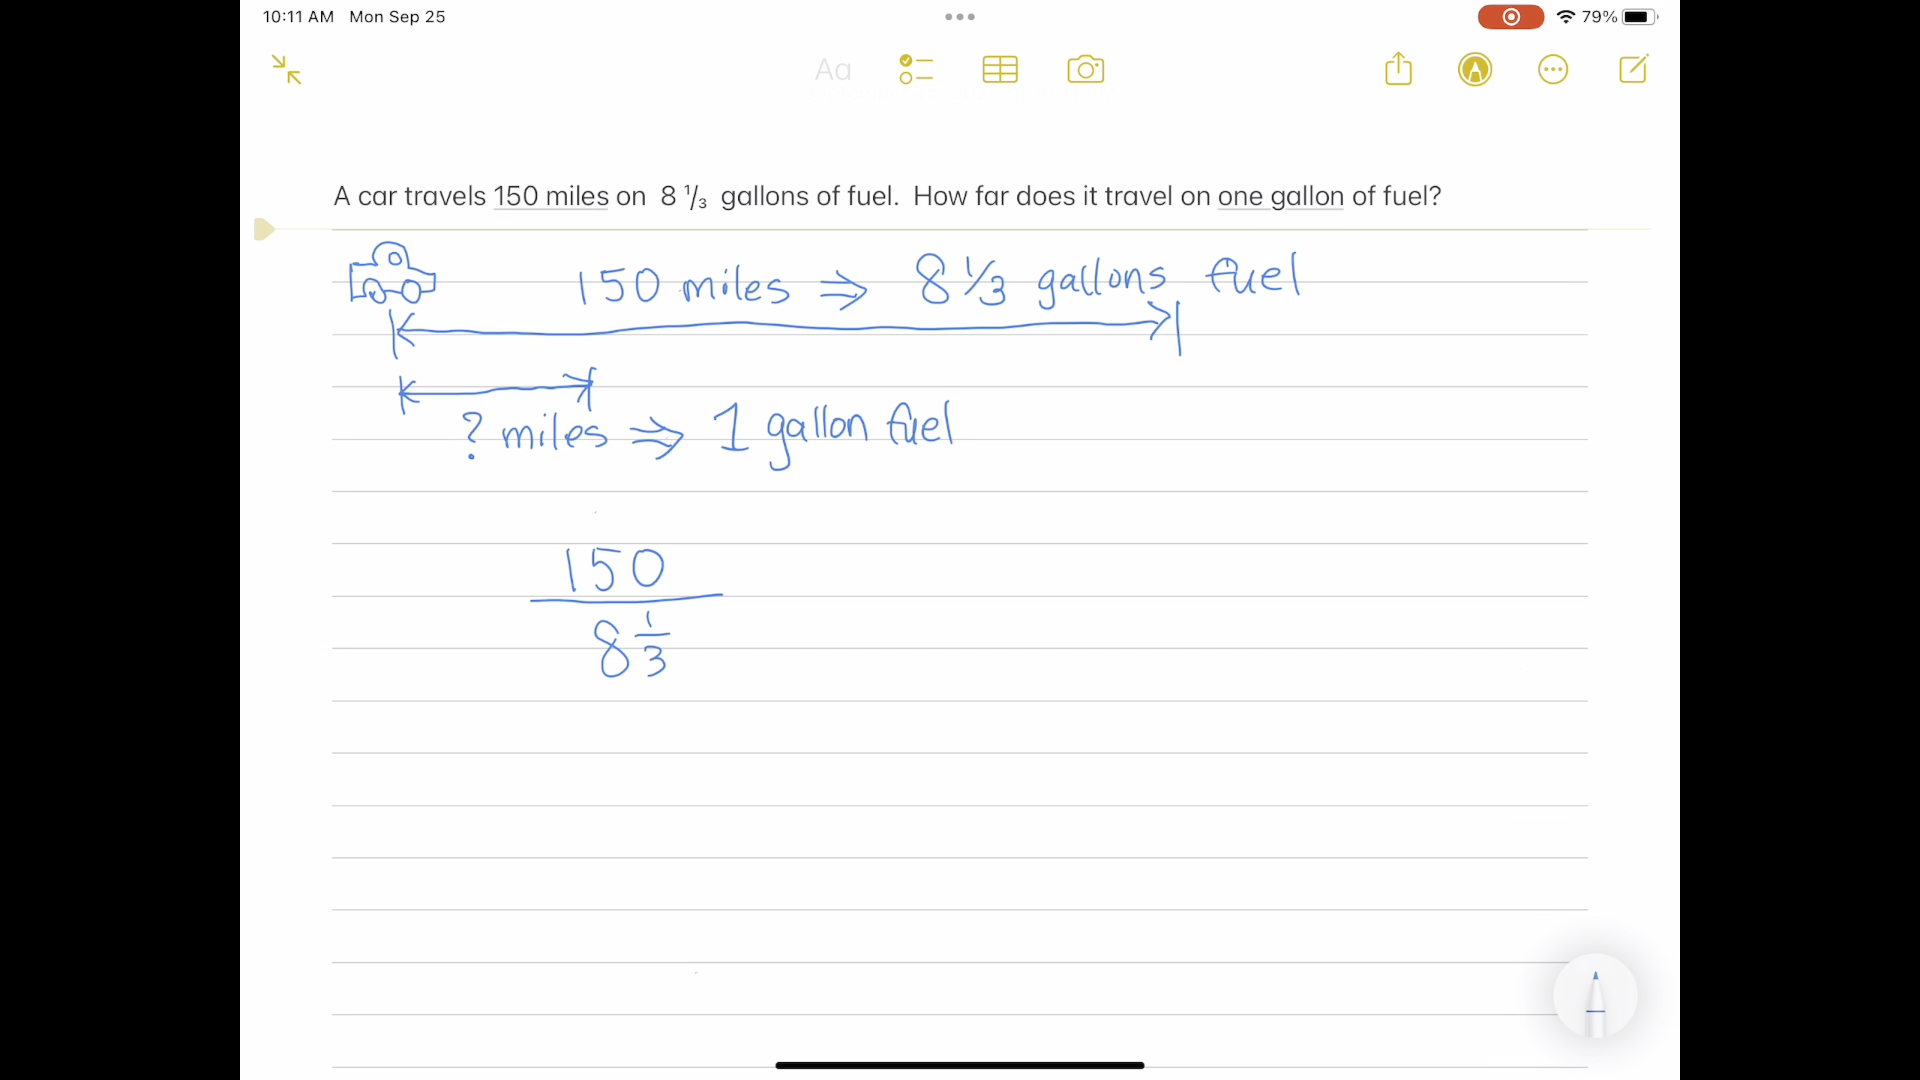 10:11 AM Mon Sep 25
79%
Aa
A car travels 150 miles on 8 1/3 gallons of fuel. How far does it travel on one gallon of fuel?
150 miles ⇒ 8 1/3 gallons fuel
? miles ⇒ 1 gallon fuel
150
8 1/3